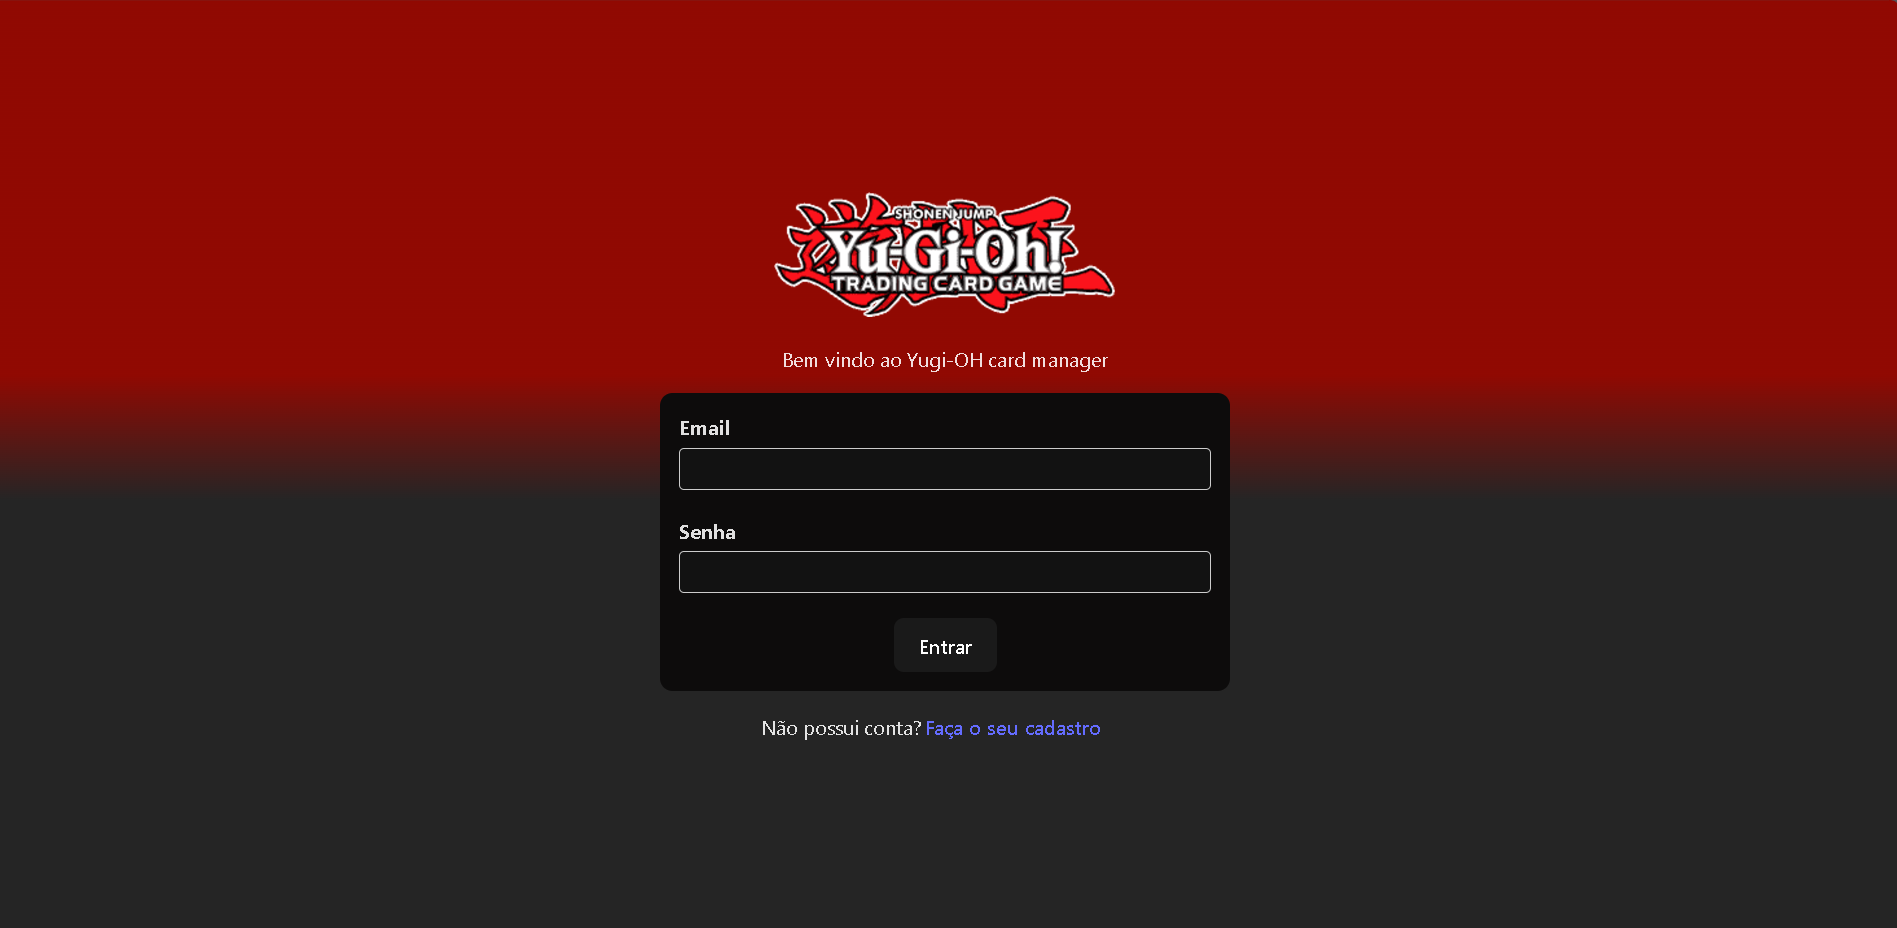 SHONEN JUMP
Yu-Gi-Oh!
TRADING CARD GAME
Bem vindo ao Yugi-OH card manager
Email
Senha
Entrar
Não possui conta? Faça o seu cadastro